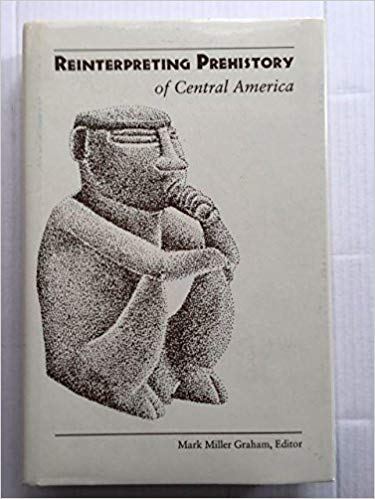 REINTERPRETING PREHISTORY
of Central America
Mark Miller Graham, Editor